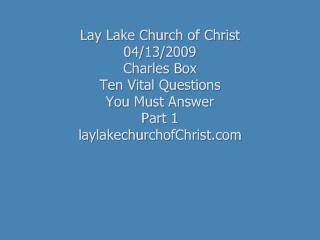 Lay Lake Church of Christ
04/13/2009
Charles Box
Ten Vital Questions
You Must Answer
Part 1
laylakechurchofChrist.com